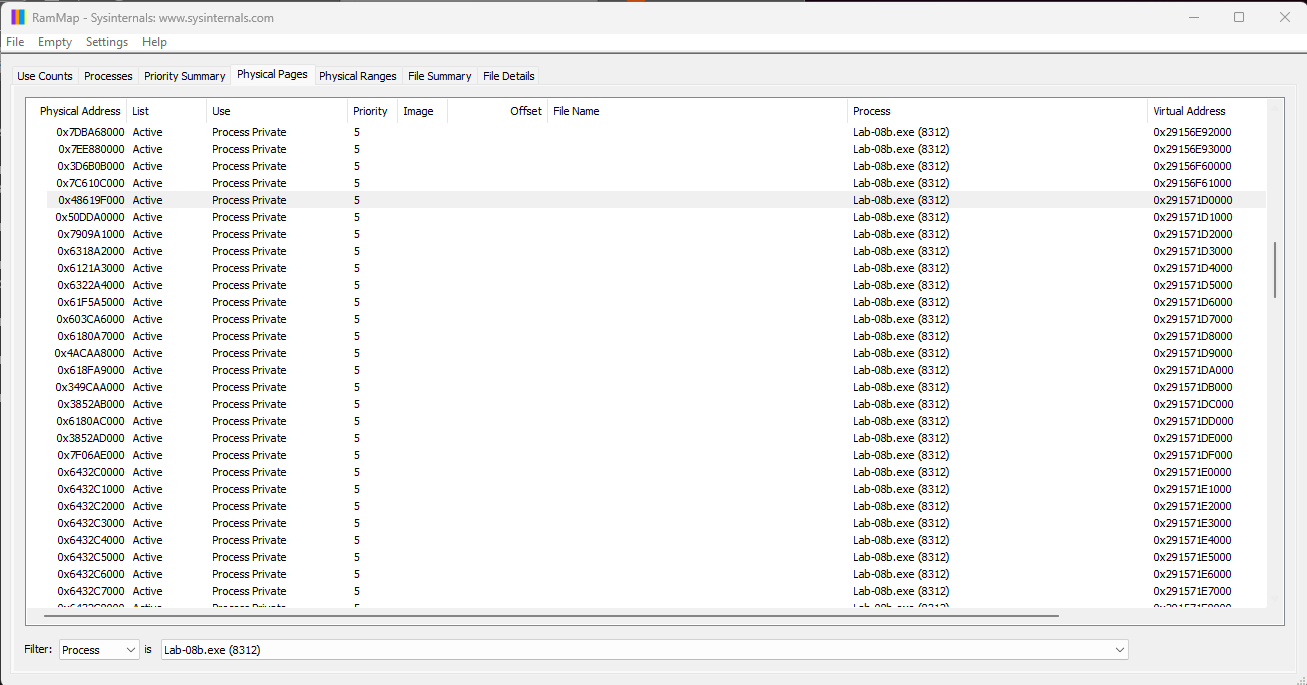 RamMap - Sysinternals: www.sysinternals.com
File Empty Settings Help
Use Counts Processes Priority Summary Physical Pages Physical Ranges File Summary File Details
Physical Address List Use Priority Image Offset File Name Process Virtual Address
0x7DBA68000 Active Process Private 5 Lab-08b.exe (8312) 0x29156E92000
0x7EE880000 Active Process Private 5 Lab-08b.exe (8312) 0x29156E93000
0x3D6B0B000 Active Process Private 5 Lab-08b.exe (8312) 0x29156F60000
0x7C610C000 Active Process Private 5 Lab-08b.exe (8312) 0x29156F61000
0x48619F000 Active Process Private 5 Lab-08b.exe (8312) 0x291571D0000
0x50DDA0000 Active Process Private 5 Lab-08b.exe (8312) 0x291571D1000
0x7909A1000 Active Process Private 5 Lab-08b.exe (8312) 0x291571D2000
0x6318A2000 Active Process Private 5 Lab-08b.exe (8312) 0x291571D3000
0x6121A3000 Active Process Private 5 Lab-08b.exe (8312) 0x291571D4000
0x6322A4000 Active Process Private 5 Lab-08b.exe (8312) 0x291571D5000
0x61F5A5000 Active Process Private 5 Lab-08b.exe (8312) 0x291571D6000
0x603CA6000 Active Process Private 5 Lab-08b.exe (8312) 0x291571D7000
0x6180A7000 Active Process Private 5 Lab-08b.exe (8312) 0x291571D8000
0x4ACAA8000 Active Process Private 5 Lab-08b.exe (8312) 0x291571D9000
0x618FA9000 Active Process Private 5 Lab-08b.exe (8312) 0x291571DA000
0x349CAA000 Active Process Private 5 Lab-08b.exe (8312) 0x291571DB000
0x3852AB000 Active Process Private 5 Lab-08b.exe (8312) 0x291571DC000
0x6180AC000 Active Process Private 5 Lab-08b.exe (8312) 0x291571DD000
0x3852AD000 Active Process Private 5 Lab-08b.exe (8312) 0x291571DE000
0x7F06AE000 Active Process Private 5 Lab-08b.exe (8312) 0x291571DF000
0x6432C0000 Active Process Private 5 Lab-08b.exe (8312) 0x291571E0000
0x6432C1000 Active Process Private 5 Lab-08b.exe (8312) 0x291571E1000
0x6432C2000 Active Process Private 5 Lab-08b.exe (8312) 0x291571E2000
0x6432C3000 Active Process Private 5 Lab-08b.exe (8312) 0x291571E3000
0x6432C4000 Active Process Private 5 Lab-08b.exe (8312) 0x291571E4000
0x6432C5000 Active Process Private 5 Lab-08b.exe (8312) 0x291571E5000
0x6432C6000 Active Process Private 5 Lab-08b.exe (8312) 0x291571E6000
0x6432C7000 Active Process Private 5 Lab-08b.exe (8312) 0x291571E7000
Filter: Process is Lab-08b.exe (8312)